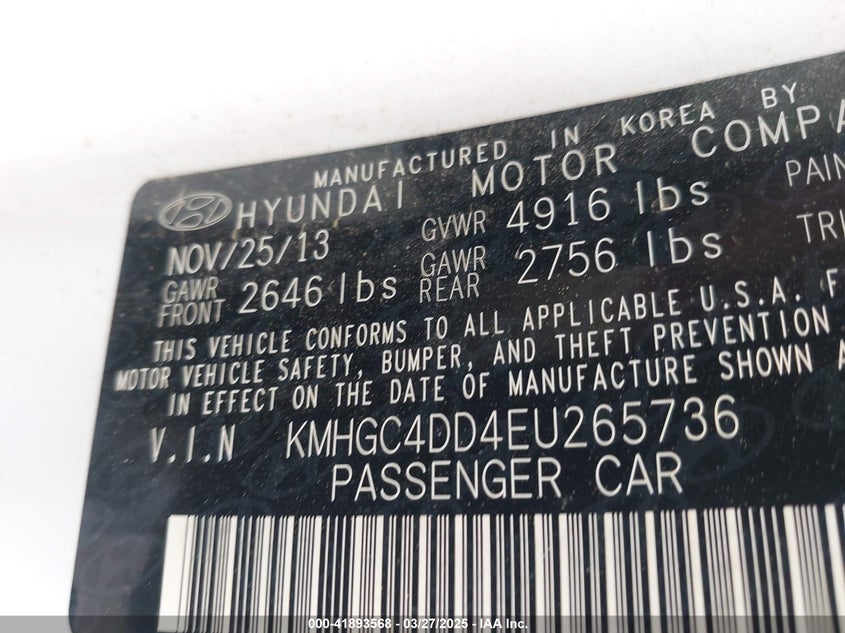 MANUFACTURED IN KOREA BY
HYUNDAI MOTOR COMPA
NOV/25/13 GVWR 4916 lbs PAIN
GAWR FRONT 2646 lbs GAWR REAR 2756 lbs TRI
THIS VEHICLE CONFORMS TO ALL APPLICABLE U.S.A. F
MOTOR VEHICLE SAFETY, BUMPER, AND THEFT PREVENTION
IN EFFECT ON THE DATE OF MANUFACTURE SHOWN A
V.I.N KMHGC4DD4EU265736
PASSENGER CAR
000-41893568 - 03/27/2025 - IAA Inc.